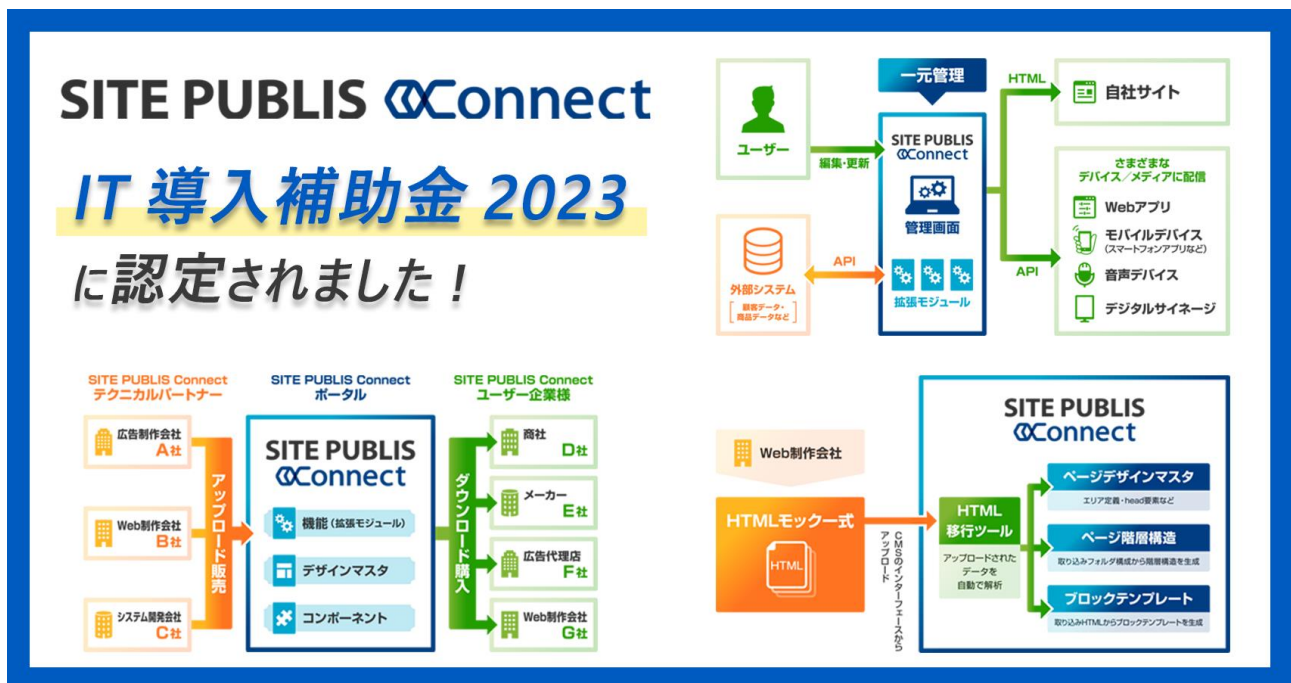 SITE PUBLIS Connect
IT 導入補助金 2023
に認定されました！
ユーザー
編集・更新
外部システム
顧客データ・
商品データなど
API
一元管理
SITE PUBLIS
Connect
管理画面
拡張モジュール
HTML
自社サイト
API
さまざまな
デバイス／メディアに配信
Webアプリ
モバイルデバイス
(スマートフォンアプリなど)
音声デバイス
デジタルサイネージ
SITE PUBLIS Connect
テクニカルパートナー
広告制作会社
A社
Web制作会社
B社
システム開発会社
C社
アップロード販売
SITE PUBLIS Connect
ポータル
SITE PUBLIS
Connect
機能（拡張モジュール）
デザインマスタ
コンポーネント
ダウンロード購入
SITE PUBLIS Connect
ユーザー企業様
商社
D社
メーカー
E社
広告代理店
F社
Web制作会社
G社
Web制作会社
HTMLモック一式
HTML
CMSのインターフェースから
アップロード
SITE PUBLIS
Connect
HTML
移行ツール
アップロードされた
データを
自動で解析
ページデザインマスタ
エリア定義・head要素など
ページ階層構造
取り込みフォルダ構成から階層構造を生成
ブロックテンプレート
取り込みHTMLからブロックテンプレートを生成